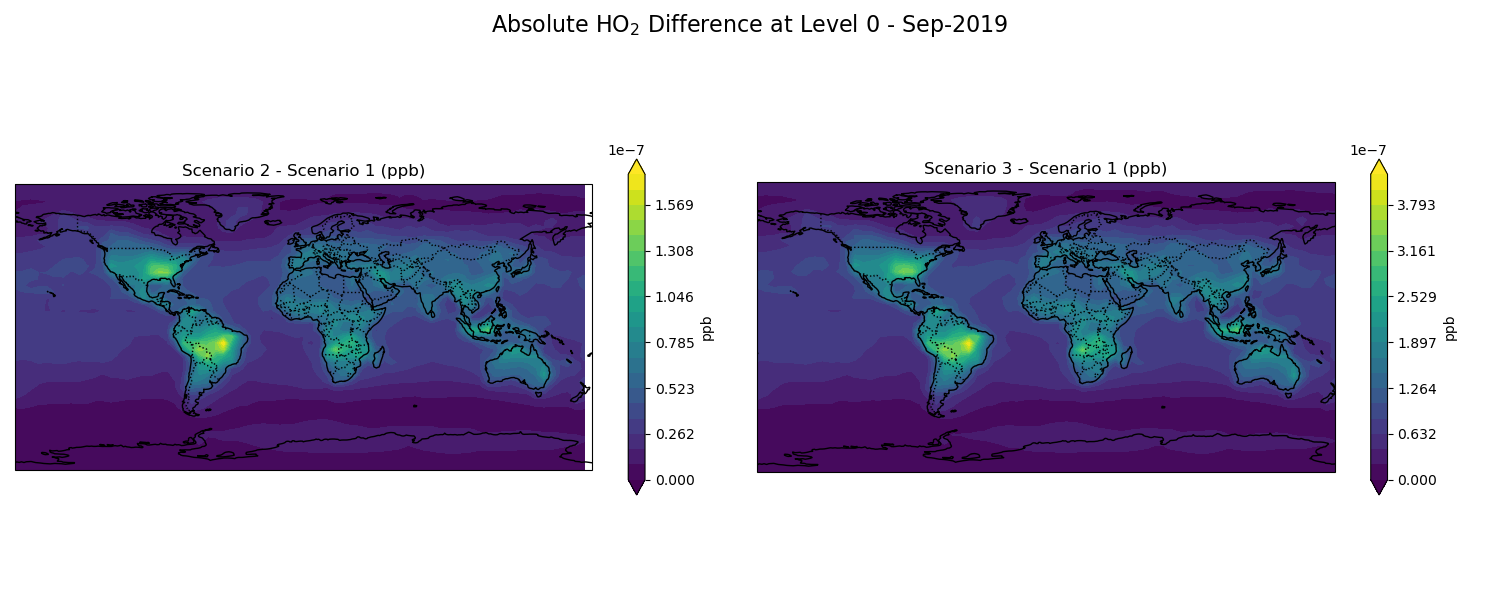 Absolute HO₂ Difference at Level 0 - Sep-2019
Scenario 2 - Scenario 1 (ppb)
1e−7
1.569
1.308
1.046
0.785
0.523
0.262
0.000
ppb
Scenario 3 - Scenario 1 (ppb)
1e−7
3.793
3.161
2.529
1.897
1.264
0.632
0.000
ppb